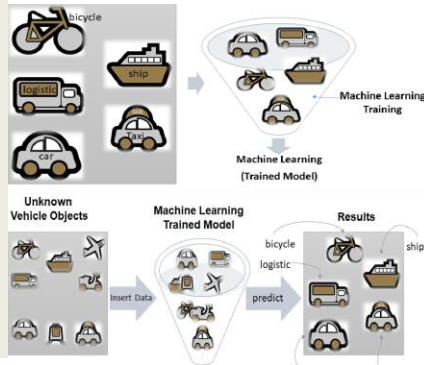 bicycle
ship
logistic
Taxi
car
Machine Learning
Training
Machine Learning
(Trained Model)
Unknown
Vehicle Objects
Machine Learning
Trained Model
Results
Insert Data
predict
bicycle
logistic
ship